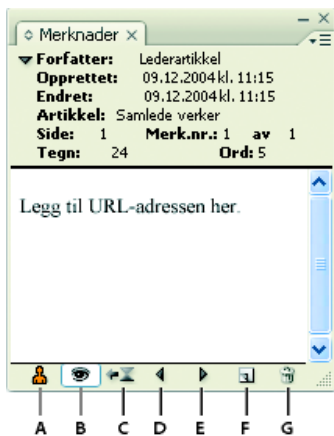 Merknader
Forfatter: Lederartikkel
Opprettet: 09.12.2004 kl. 11:15
Endret: 09.12.2004 kl. 11:15
Artikkel: Samlede verker
Side: 1 Merk.nr.: 1 av 1
Tegn: 24 Ord: 5
Legg til URL-adressen her.
A B C D E F G